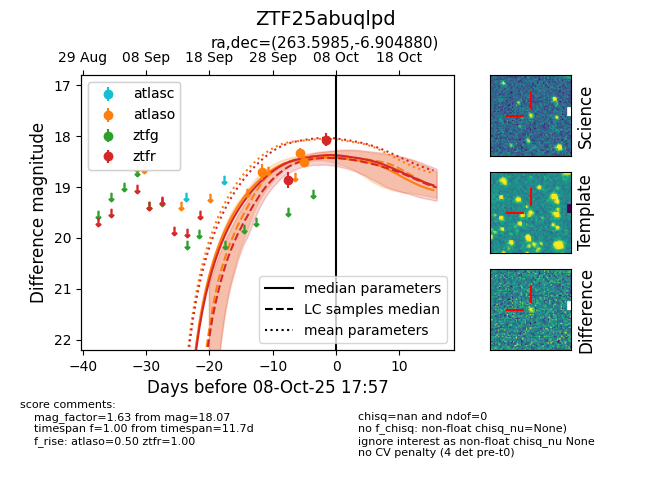 ZTF25abuqlpd
ra,dec=(263.5985,-6.904880)
29 Aug 08 Sep 18 Sep 28 Sep 08 Oct 18 Oct
17
18
19
20
21
22
Difference magnitude
atlasc
atlaso
ztfg
ztfr
median parameters
LC samples median
mean parameters
−40 −30 −20 −10 0 10
Days before 08-Oct-25 17:57
Science
Template
Difference
score comments:
mag_factor=1.63 from mag=18.07
timespan f=1.00 from timespan=11.7d
f_rise: atlaso=0.50 ztfr=1.00
chisq=nan and ndof=0
no f_chisq: non-float chisq_nu=None)
ignore interest as non-float chisq_nu None
no CV penalty (4 det pre-t0)